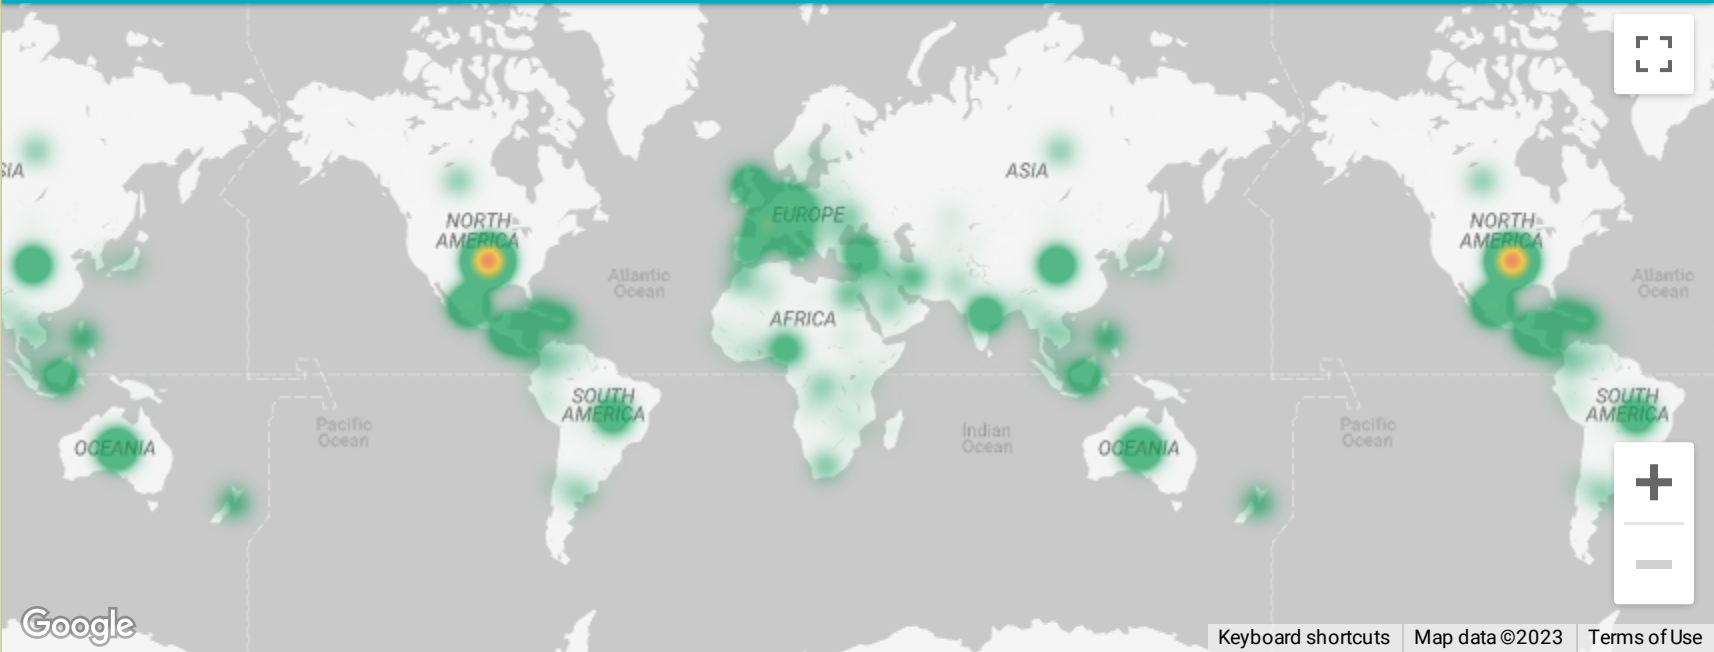 SIA
ASIA
NORTH
AMERICA
EUROPE
NORTH
AMERICA
Atlantic
Ocean
Atlantic
Ocean
AFRICA
SOUTH
AMERICA
SOUTH
AMERICA
Pacific
Ocean
Indian
Ocean
Pacific
Ocean
OCEANIA
OCEANIA
Google
Keyboard shortcuts
Map data ©2023
Terms of Use